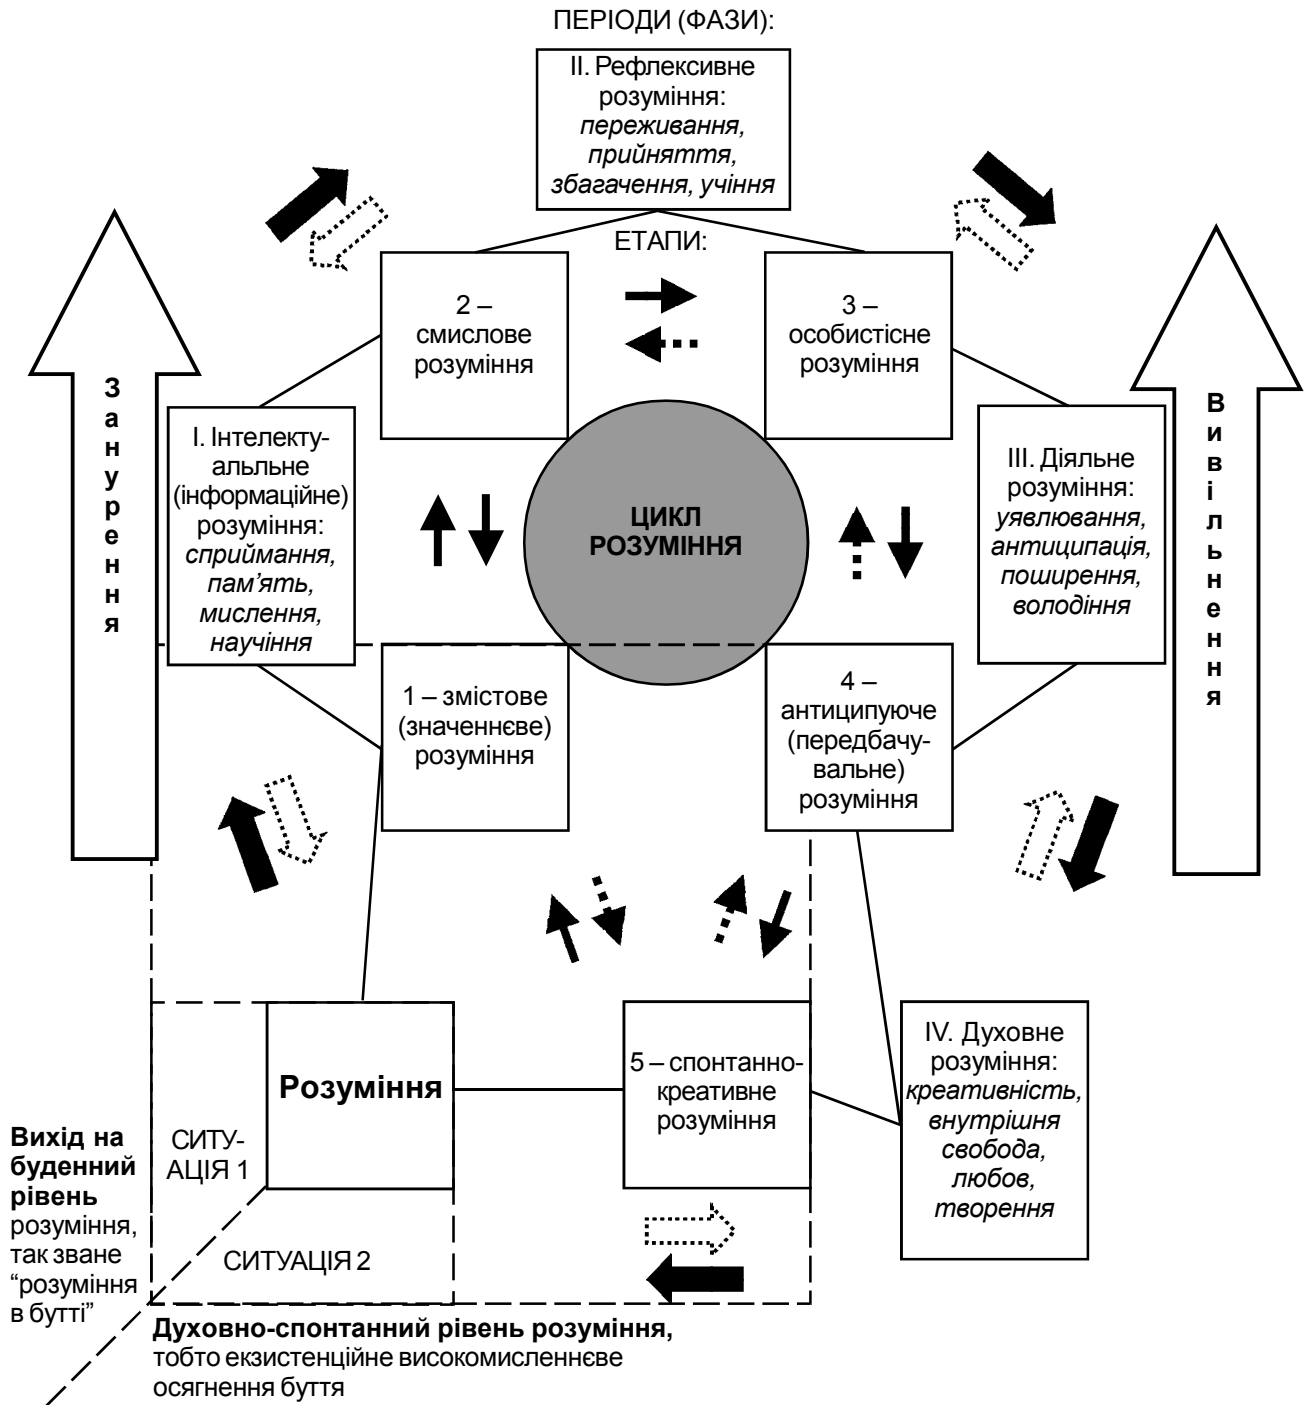 ПЕРІОДИ (ФАЗИ):
II. Рефлексивне
розуміння:
переживання,
прийняття,
збагачення, учіння
ЕТАПИ:
2 –
смислове
розуміння
3 –
особистісне
розуміння
Занурення
I. Інтелекту-
альльне
(інформаційне)
розуміння:
сприймання,
пам’ять,
мислення,
научіння
ЦИКЛ
РОЗУМІННЯ
III. Діяльне
розуміння:
уявлювання,
антиципація,
поширення,
володіння
Вивільнення
1 – змістове
(значеннєве)
розуміння
4 –
антиципуюче
(передбачу-
вальне)
розуміння
Розуміння
5 – спонтанно-
креативне
розуміння
IV. Духовне
розуміння:
креативність,
внутрішня
свобода,
любов,
творення
Вихід на
буденний
рівень
розуміння,
так зване
“розуміння
в бутті”
СИТУ-
АЦІЯ 1
СИТУАЦІЯ 2
Духовно-спонтанний рівень розуміння,
тобто екзистенційне високомисленнєве
осягнення буття